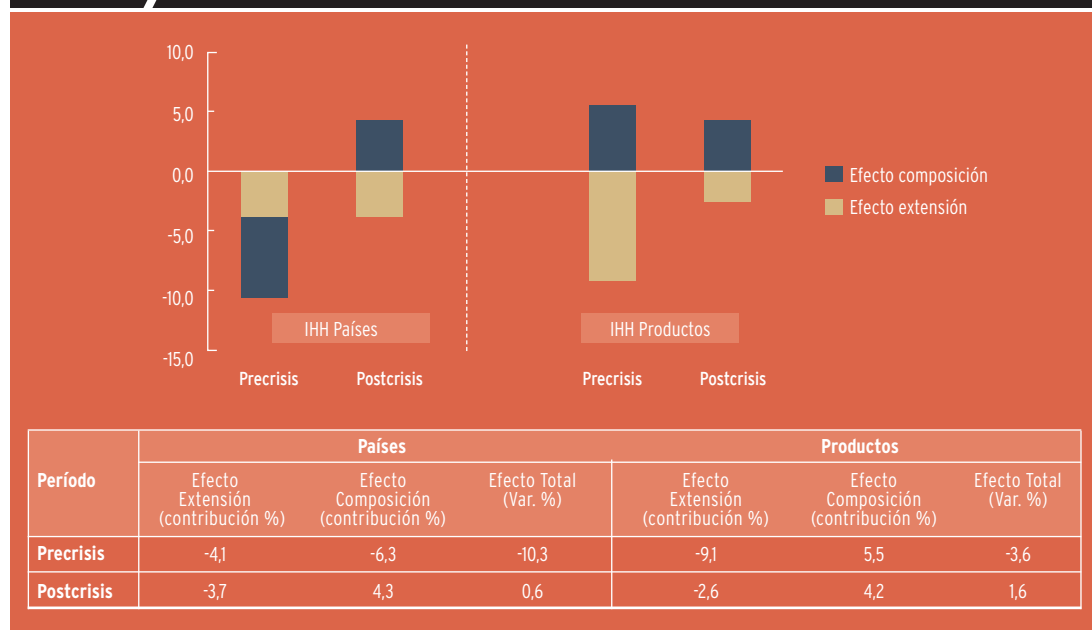 10,0
5,0
0,0
-5,0
-10,0
-15,0
Efecto composición
Efecto extensión
IHH Países
IHH Productos
Precrisis Postcrisis Precrisis Postcrisis
Países Productos
Período
Efecto Efecto Efecto Total Efecto Efecto Efecto Total
Extensión Composición (Var. %) Extensión Composición (Var. %)
(contribución %) (contribución %) (contribución %) (contribución %)
Precrisis -4,1 -6,3 -10,3 -9,1 5,5 -3,6
Postcrisis -3,7 4,3 0,6 -2,6 4,2 1,6